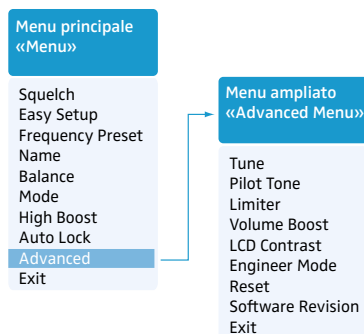 Menu principale
«Menu»
Squelch
Easy Setup
Frequency Preset
Name
Balance
Mode
High Boost
Auto Lock
Advanced
Exit
Menu ampliato
«Advanced Menu»
Tune
Pilot Tone
Limiter
Volume Boost
LCD Contrast
Engineer Mode
Reset
Software Revision
Exit